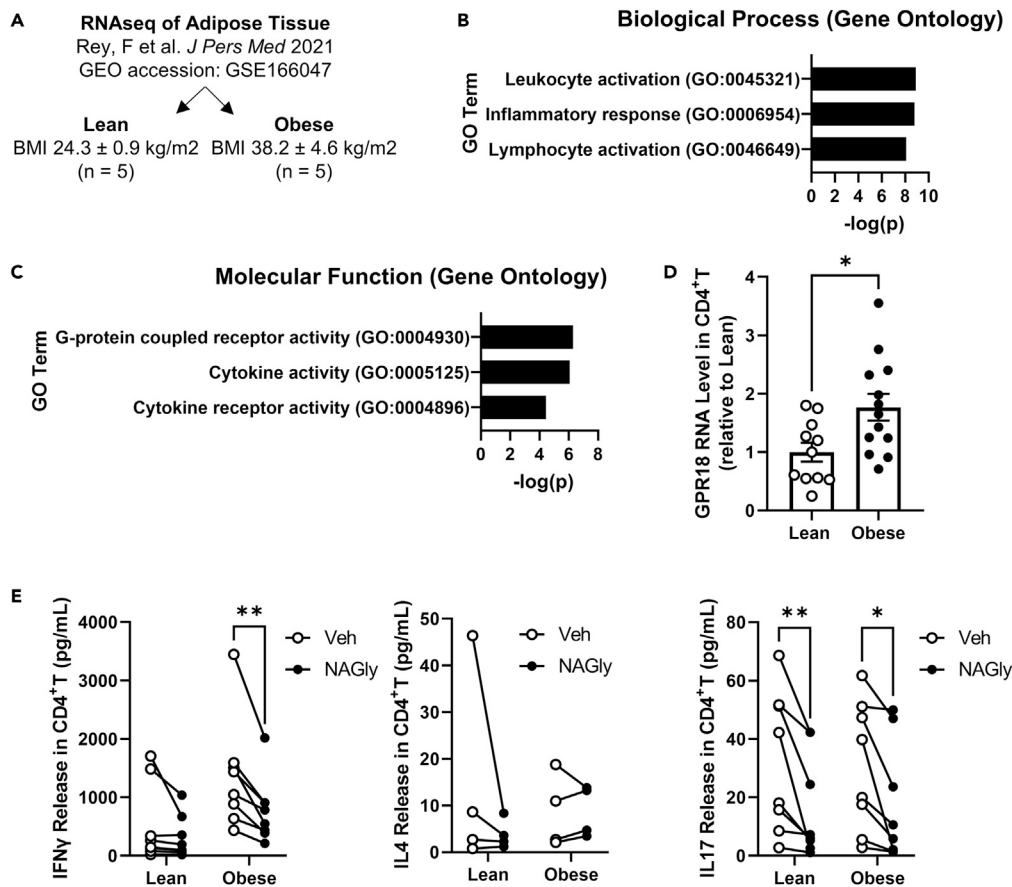 A
RNAseq of Adipose Tissue
Rey, F et al. J Pers Med 2021
GEO accession: GSE166047
Lean
BMI 24.3 ± 0.9 kg/m2
(n = 5)
Obese
BMI 38.2 ± 4.6 kg/m2
(n = 5)
B
Biological Process (Gene Ontology)
GO Term
Leukocyte activation (GO:0045321)
Inflammatory response (GO:0006954)
Lymphocyte activation (GO:0046649)
0 2 4 6 8 10
-log(p)
C
Molecular Function (Gene Ontology)
GO Term
G-protein coupled receptor activity (GO:0004930)
Cytokine activity (GO:0005125)
Cytokine receptor activity (GO:0004896)
0 2 4 6 8
-log(p)
D
GPR18 RNA Level in CD4+T
(relative to Lean)
4
3
2
1
0
*
Lean Obese
E
IFNγ Release in CD4+T (pg/mL)
4000
3000
2000
1000
0
**
Veh
NAGly
Lean Obese
IL4 Release in CD4+T (pg/mL)
50
40
30
20
10
0
Veh
NAGly
Lean Obese
IL17 Release in CD4+T (pg/mL)
80
60
40
20
0
** *
Veh
NAGly
Lean Obese